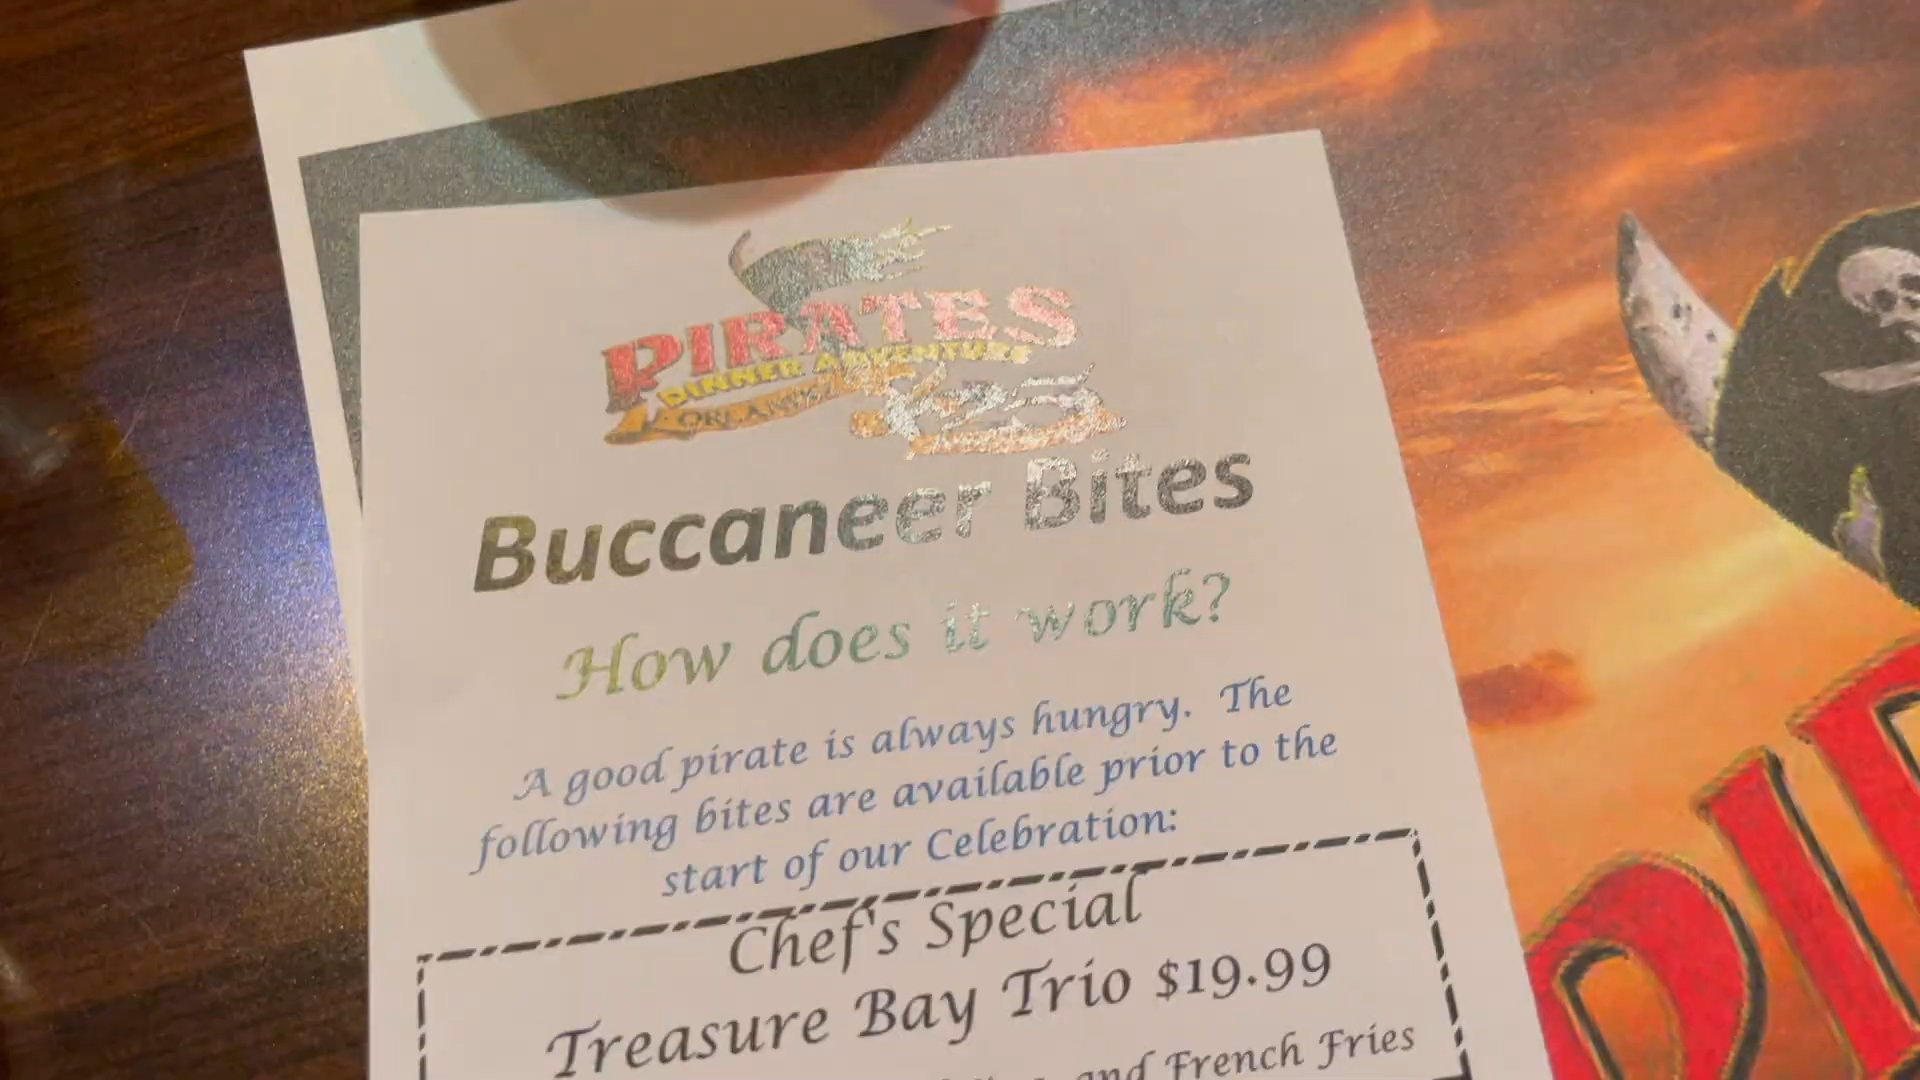 PIRATES
DINNER ADVENTURE
ORLANDO
Buccaneer Bites
How does it work?
A good pirate is always hungry. The
following bites are available prior to the
start of our Celebration:
Chef's Special
Treasure Bay Trio $19.99
and French Fries